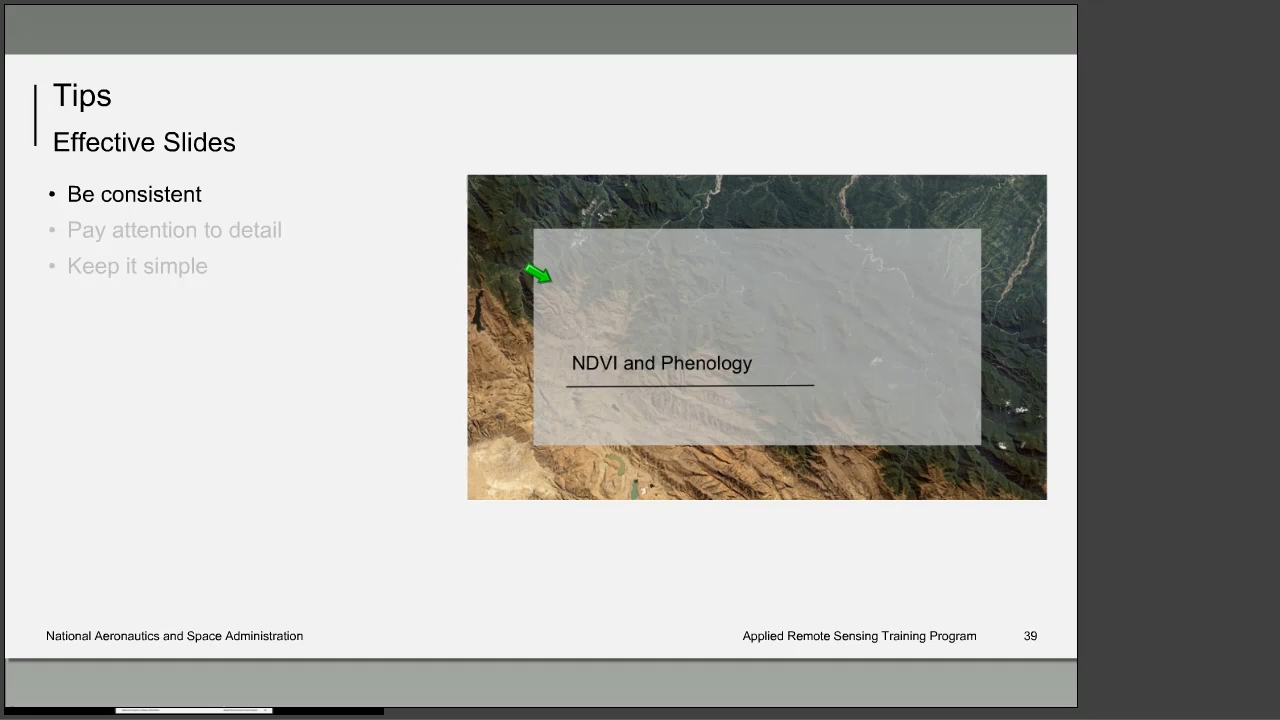 Tips
Effective Slides
• Be consistent
• Pay attention to detail
• Keep it simple
NDVI and Phenology
National Aeronautics and Space Administration
Applied Remote Sensing Training Program
39